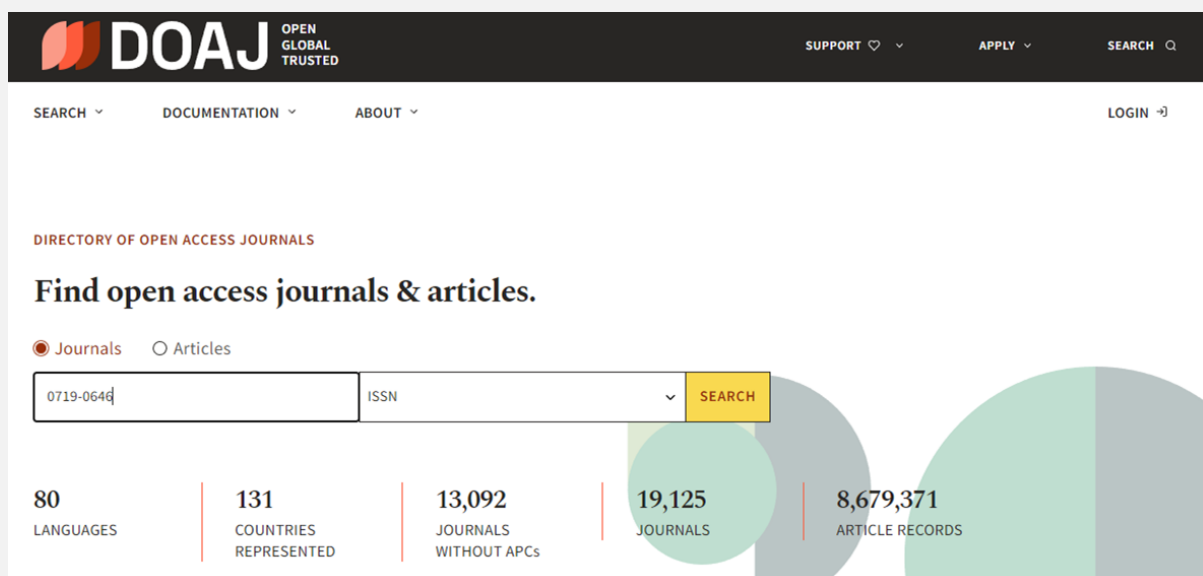 DOAJ
OPEN
GLOBAL
TRUSTED
SUPPORT
APPLY
SEARCH
SEARCH
DOCUMENTATION
ABOUT
LOGIN
DIRECTORY OF OPEN ACCESS JOURNALS
Find open access journals & articles.
Journals
Articles
0719-0646
ISSN
SEARCH
80
LANGUAGES
131
COUNTRIES
REPRESENTED
13,092
JOURNALS
WITHOUT APCs
19,125
JOURNALS
8,679,371
ARTICLE RECORDS